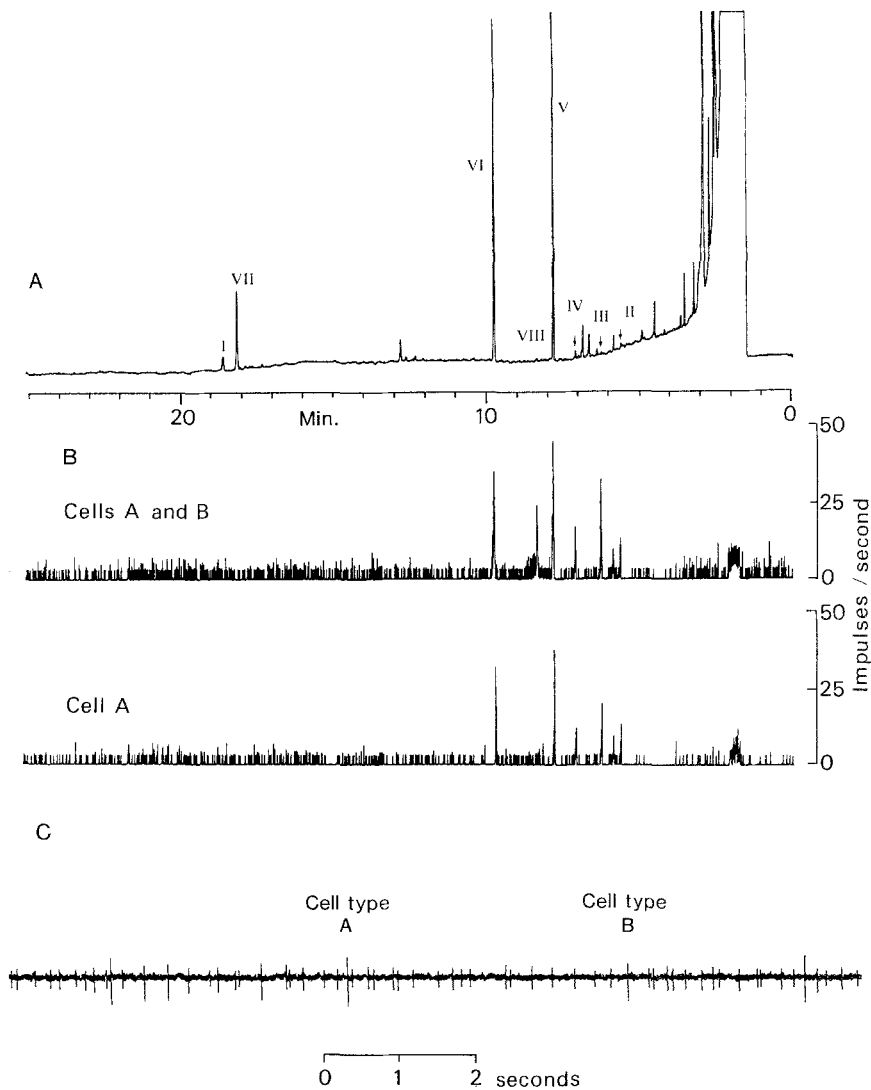 V
VI
A
VII
I
IV
III
II
VIII
20
Min.
10
0
B
Cells A and B
50
25
0
Cell A
50
25
0
Impulses / second
C
Cell type
A
Cell type
B
0 1 2 seconds